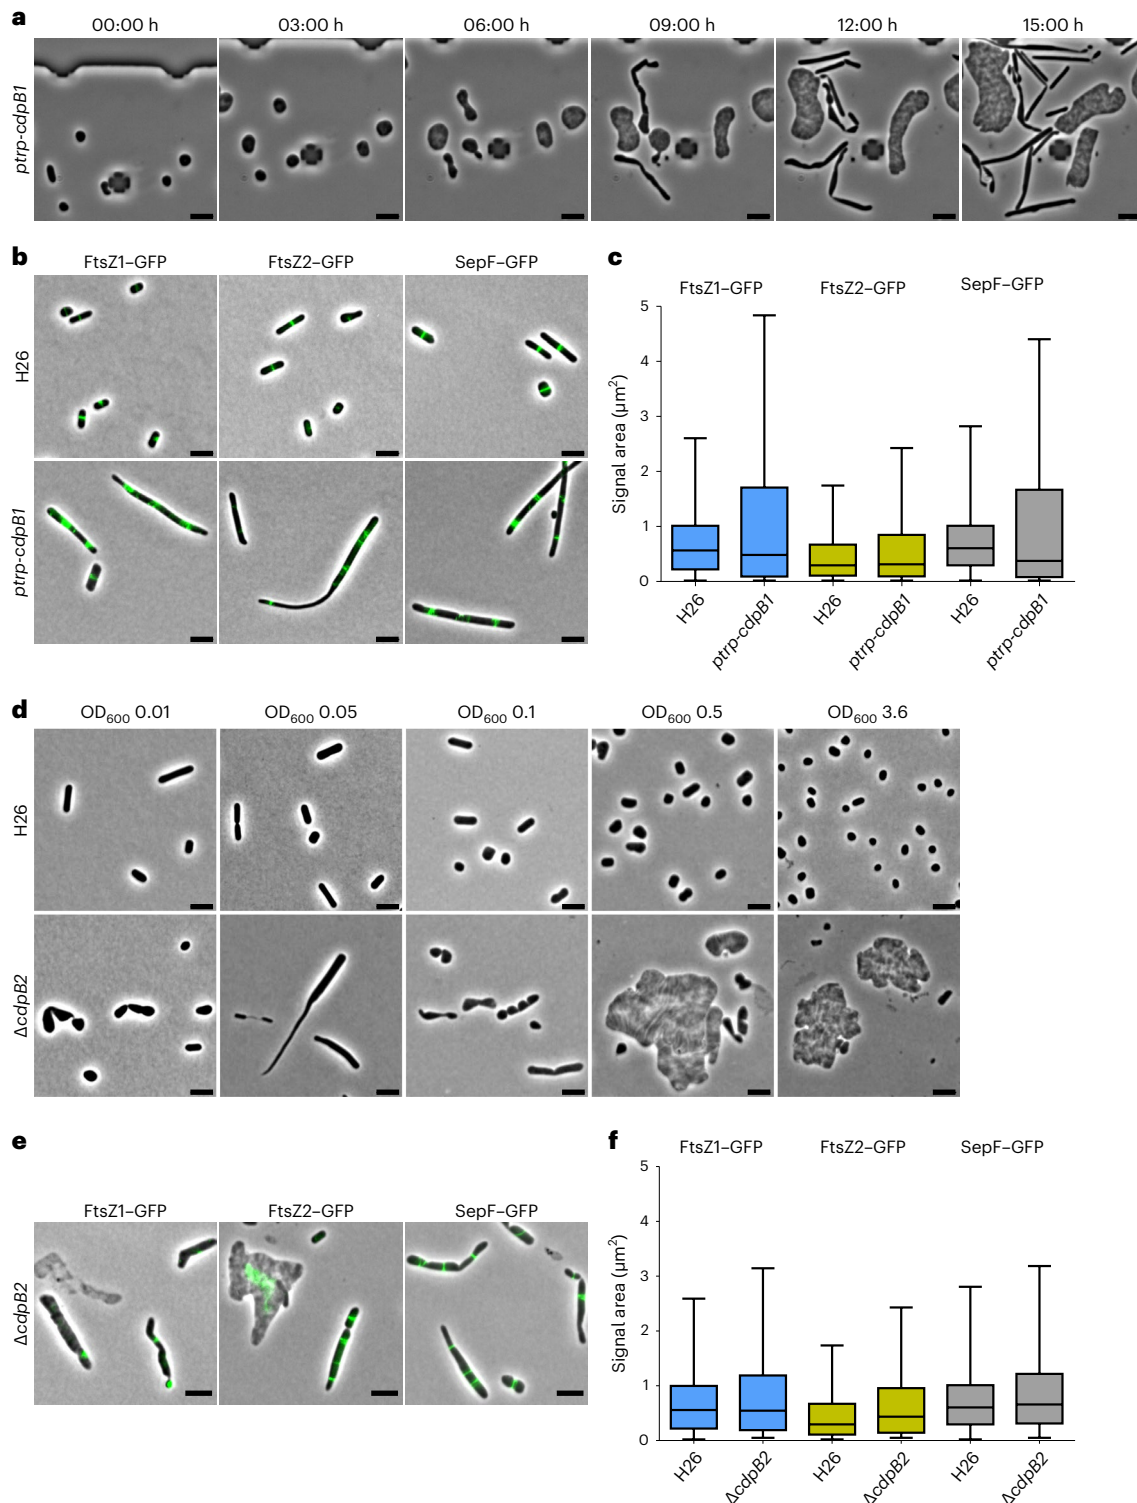 a
00:00 h 03:00 h 06:00 h 09:00 h 12:00 h 15:00 h
ptrp-cdpB1
b
FtsZ1–GFP FtsZ2–GFP SepF–GFP
H26
ptrp-cdpB1
c
FtsZ1–GFP FtsZ2–GFP SepF–GFP
Signal area (µm²)
5
4
3
2
1
0
H26 ptrp-cdpB1 H26 ptrp-cdpB1 H26 ptrp-cdpB1
d
OD₆₀₀ 0.01 OD₆₀₀ 0.05 OD₆₀₀ 0.1 OD₆₀₀ 0.5 OD₆₀₀ 3.6
H26
ΔcdpB2
e
FtsZ1–GFP FtsZ2–GFP SepF–GFP
ΔcdpB2
f
FtsZ1–GFP FtsZ2–GFP SepF–GFP
Signal area (µm²)
5
4
3
2
1
0
H26 ΔcdpB2 H26 ΔcdpB2 H26 ΔcdpB2